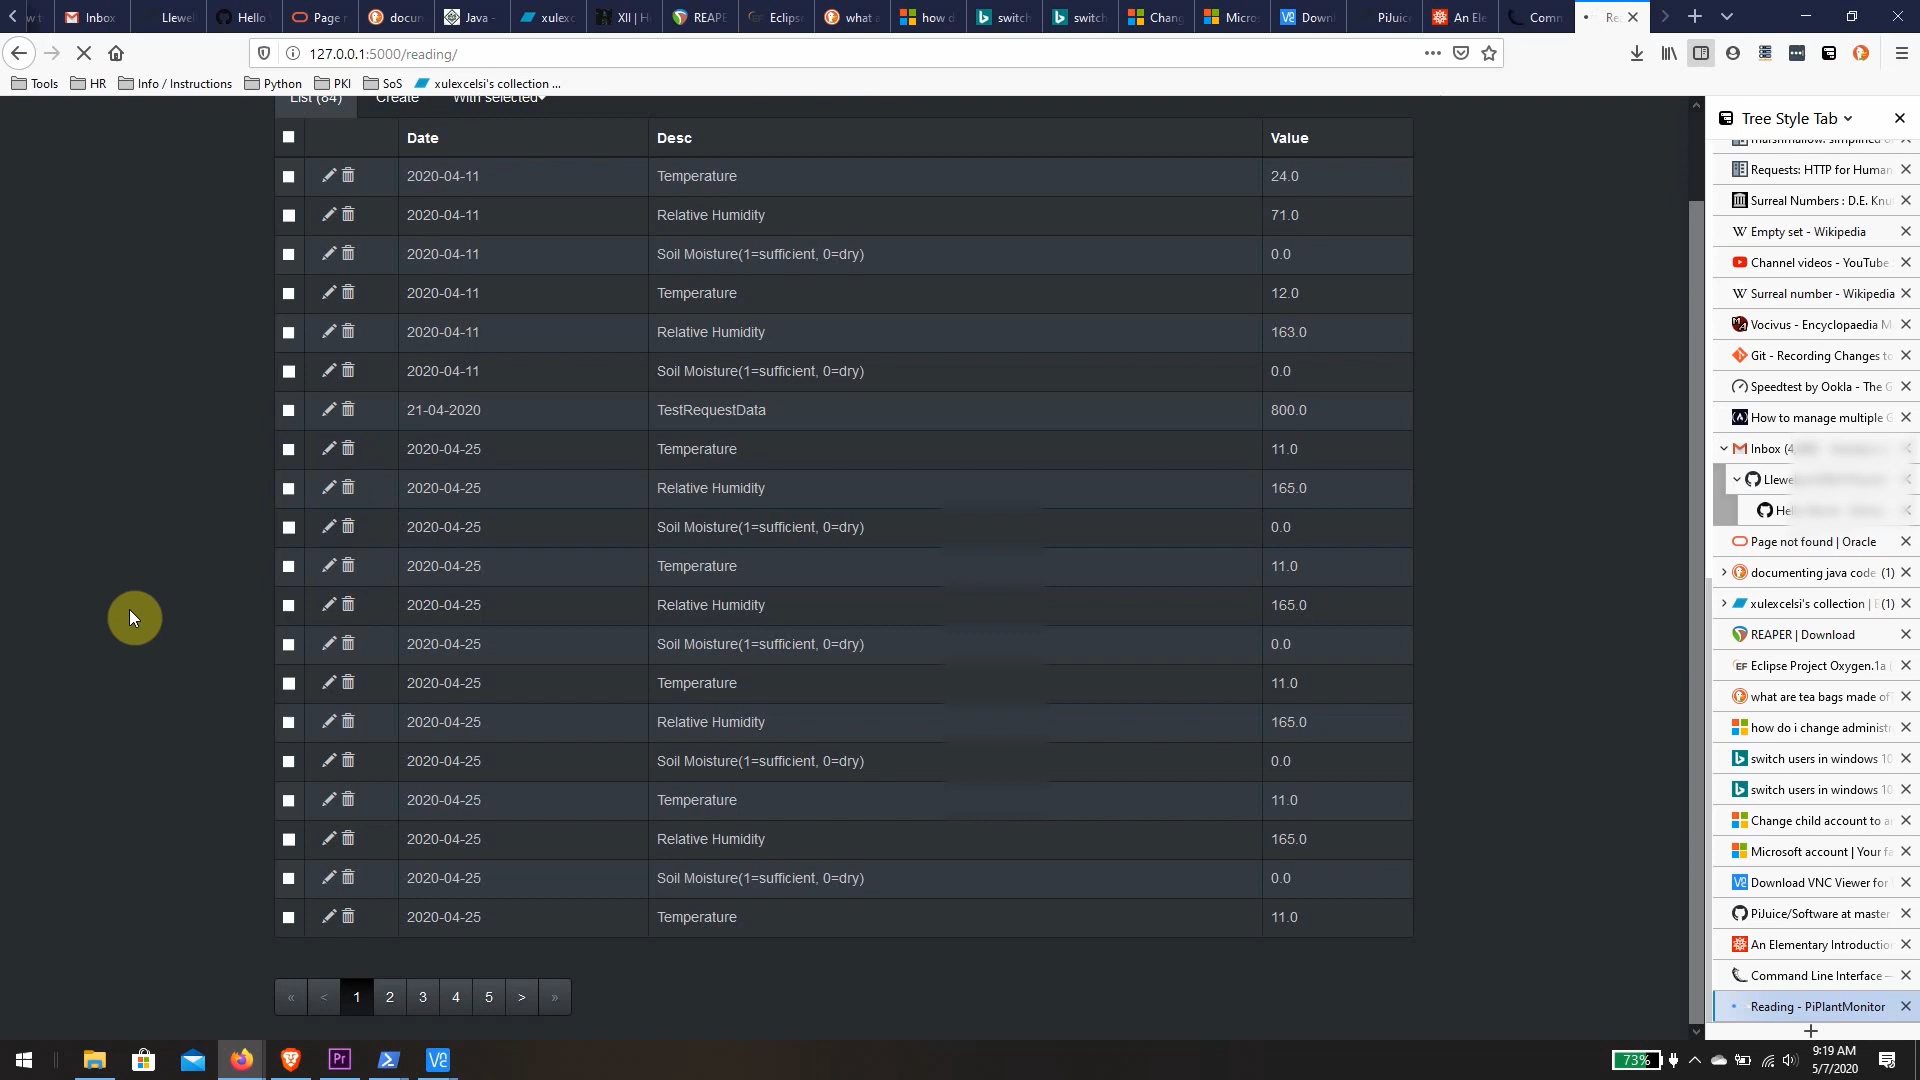 Inbox
Llewel
Hello
Page n
docun
Java -
xulexc
XII | H
REAPE
Eclips
what a
how d
switch
switch
Chang
Micros
Down
PiJuic
An Ele
Comn
Re
127.0.0.1:5000/reading/
Tools
HR
Info / Instructions
Python
PKI
SoS
xulexcelsi's collection ...
List (84) Create With selected
Date Desc Value
2020-04-11 Temperature 24.0
2020-04-11 Relative Humidity 71.0
2020-04-11 Soil Moisture(1=sufficient, 0=dry) 0.0
2020-04-11 Temperature 12.0
2020-04-11 Relative Humidity 163.0
2020-04-11 Soil Moisture(1=sufficient, 0=dry) 0.0
21-04-2020 TestRequestData 800.0
2020-04-25 Temperature 11.0
2020-04-25 Relative Humidity 165.0
2020-04-25 Soil Moisture(1=sufficient, 0=dry) 0.0
2020-04-25 Temperature 11.0
2020-04-25 Relative Humidity 165.0
2020-04-25 Soil Moisture(1=sufficient, 0=dry) 0.0
2020-04-25 Temperature 11.0
2020-04-25 Relative Humidity 165.0
2020-04-25 Soil Moisture(1=sufficient, 0=dry) 0.0
2020-04-25 Temperature 11.0
2020-04-25 Relative Humidity 165.0
2020-04-25 Soil Moisture(1=sufficient, 0=dry) 0.0
2020-04-25 Temperature 11.0
« < 1 2 3 4 5 > »
Tree Style Tab
marshmallow: simplified
Requests: HTTP for Human
Surreal Numbers : D.E. Knu
W Empty set - Wikipedia
Channel videos - YouTube
W Surreal number - Wikipedia
Vocivus - Encyclopaedia M
Git - Recording Changes to
Speedtest by Ookla - The G
How to manage multiple G
Inbox (4
Llewe
He
Page not found | Oracle
documenting java code (1)
xulexcelsi's collection | E (1)
REAPER | Download
EF Eclipse Project Oxygen.1a (
what are tea bags made of
how do i change administr
switch users in windows 10
switch users in windows 10
Change child account to a
Microsoft account | Your fa
V2 Download VNC Viewer for
PiJuice/Software at master
An Elementary Introductio
Command Line Interface —
Reading - PiPlantMonitor
+
Pr
V2
73%
9:19 AM
5/7/2020